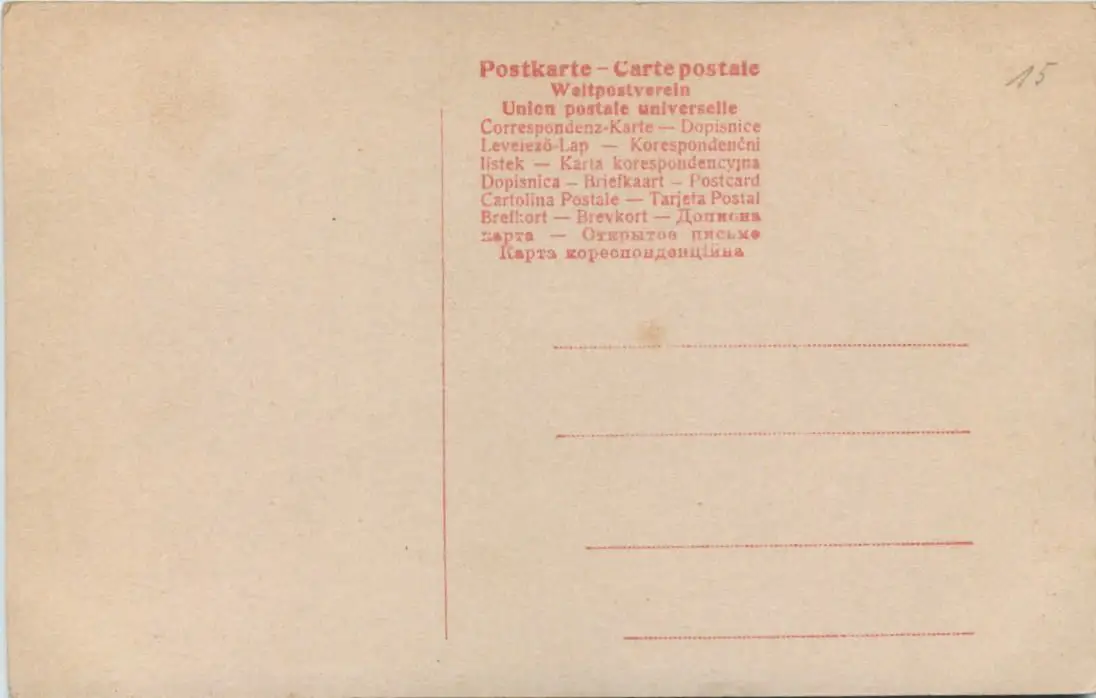 Postkarte – Carte postale
Weltpostverein
Union postale universelle
Correspondenz-Karte — Dopisnice
Levelező-Lap — Korespondenční
lístek — Karta korespondencyjna
Dopisnica — Briefkaart — Postcard
Cartolina Postale — Tarjeta Postal
Brefkort — Brevkort — Дописна
карта — Открытое письмо
Карта кореспонденційна
15